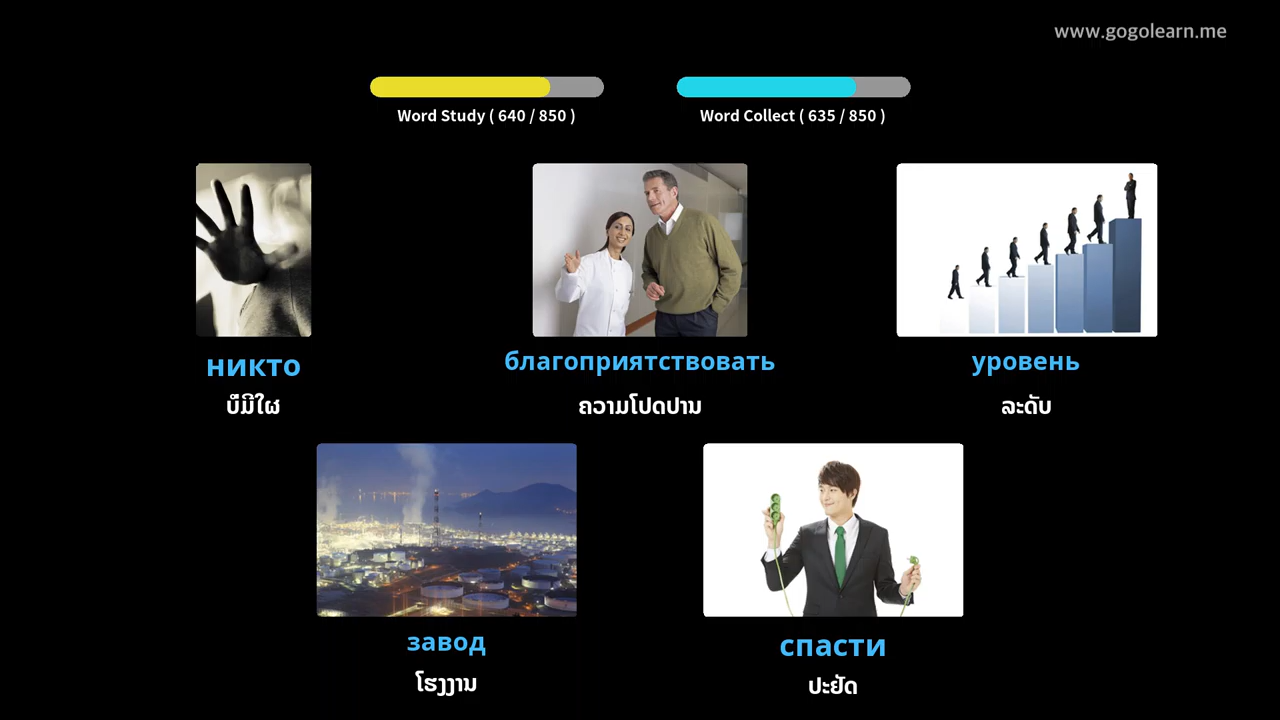 www.gogolearn.me
Word Study ( 640 / 850 )
Word Collect ( 635 / 850 )
никто
ບໍ່ມີໃຜ
благоприятствовать
ຄວາມໂປດປານ
уровень
ລະດັບ
завод
ໂຮງງານ
спасти
ປະຢັດ